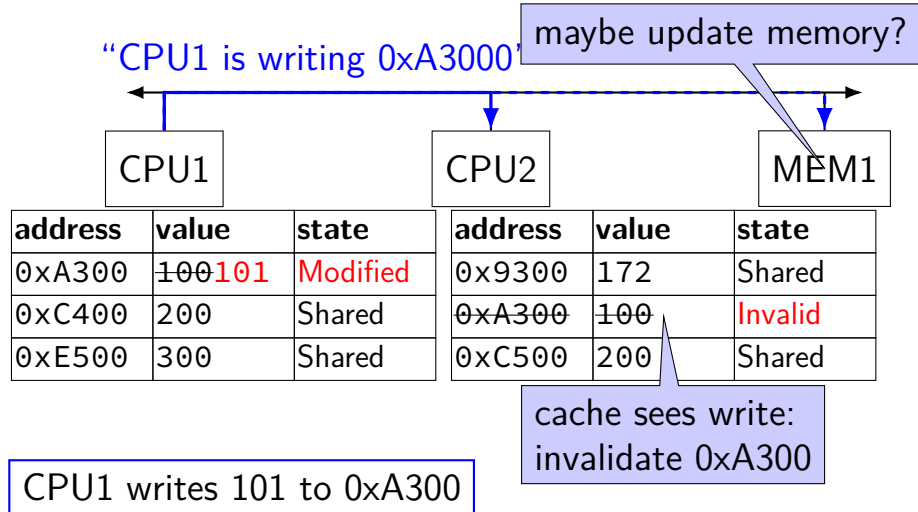 maybe update memory?
“CPU1 is writing 0xA3000”
CPU1
CPU2
MEM1
address value state
0xA300 100101 Modified
0xC400 200 Shared
0xE500 300 Shared
address value state
0x9300 172 Shared
0xA300 100 Invalid
0xC500 200 Shared
cache sees write:
invalidate 0xA300
CPU1 writes 101 to 0xA300